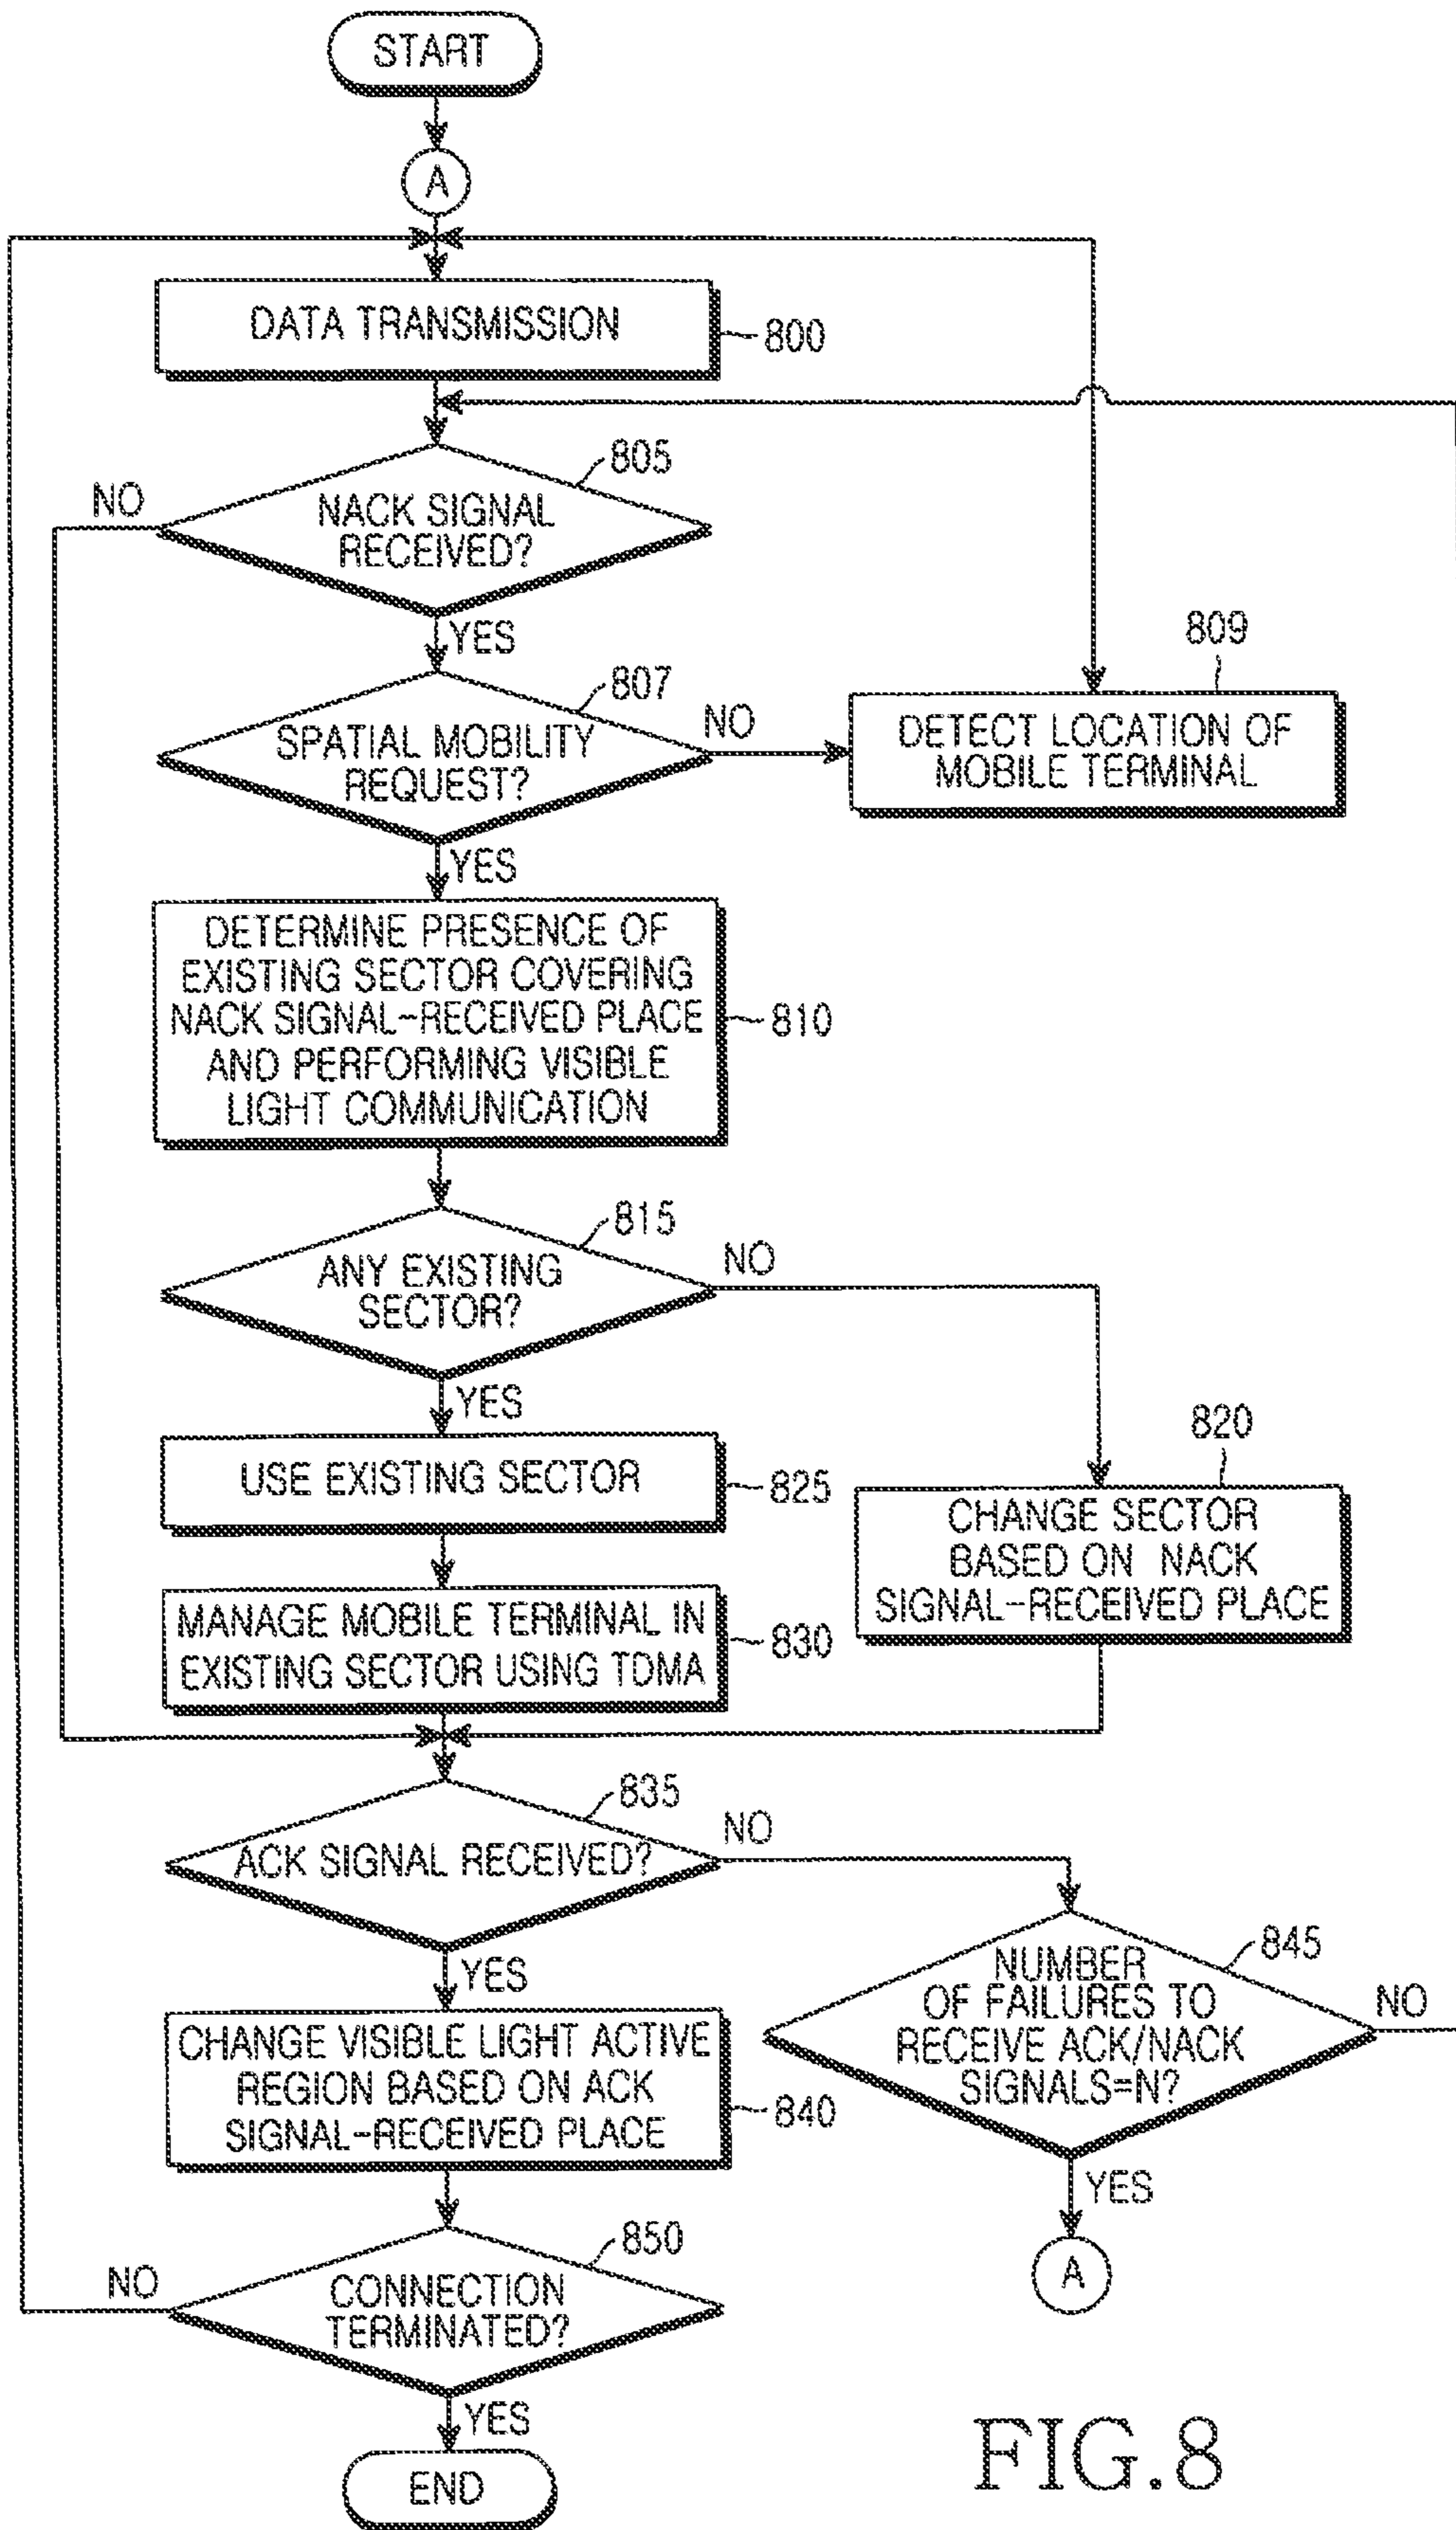 START
A
DATA TRANSMISSION
800
805
NO
NACK SIGNAL
RECEIVED?
YES
807
SPATIAL MOBILITY
REQUEST?
NO
809
DETECT LOCATION OF
MOBILE TERMINAL
YES
DETERMINE PRESENCE OF
EXISTING SECTOR COVERING
NACK SIGNAL-RECEIVED PLACE
AND PERFORMING VISIBLE
LIGHT COMMUNICATION
810
815
ANY EXISTING
SECTOR?
NO
YES
USE EXISTING SECTOR
825
820
CHANGE SECTOR
BASED ON NACK
SIGNAL-RECEIVED PLACE
MANAGE MOBILE TERMINAL IN
EXISTING SECTOR USING TDMA
830
835
ACK SIGNAL RECEIVED?
NO
YES
845
NUMBER
OF FAILURES TO
RECEIVE ACK/NACK
SIGNALS=N?
NO
YES
A
CHANGE VISIBLE LIGHT ACTIVE
REGION BASED ON ACK
SIGNAL-RECEIVED PLACE
840
850
NO
CONNECTION
TERMINATED?
YES
END
FIG.8